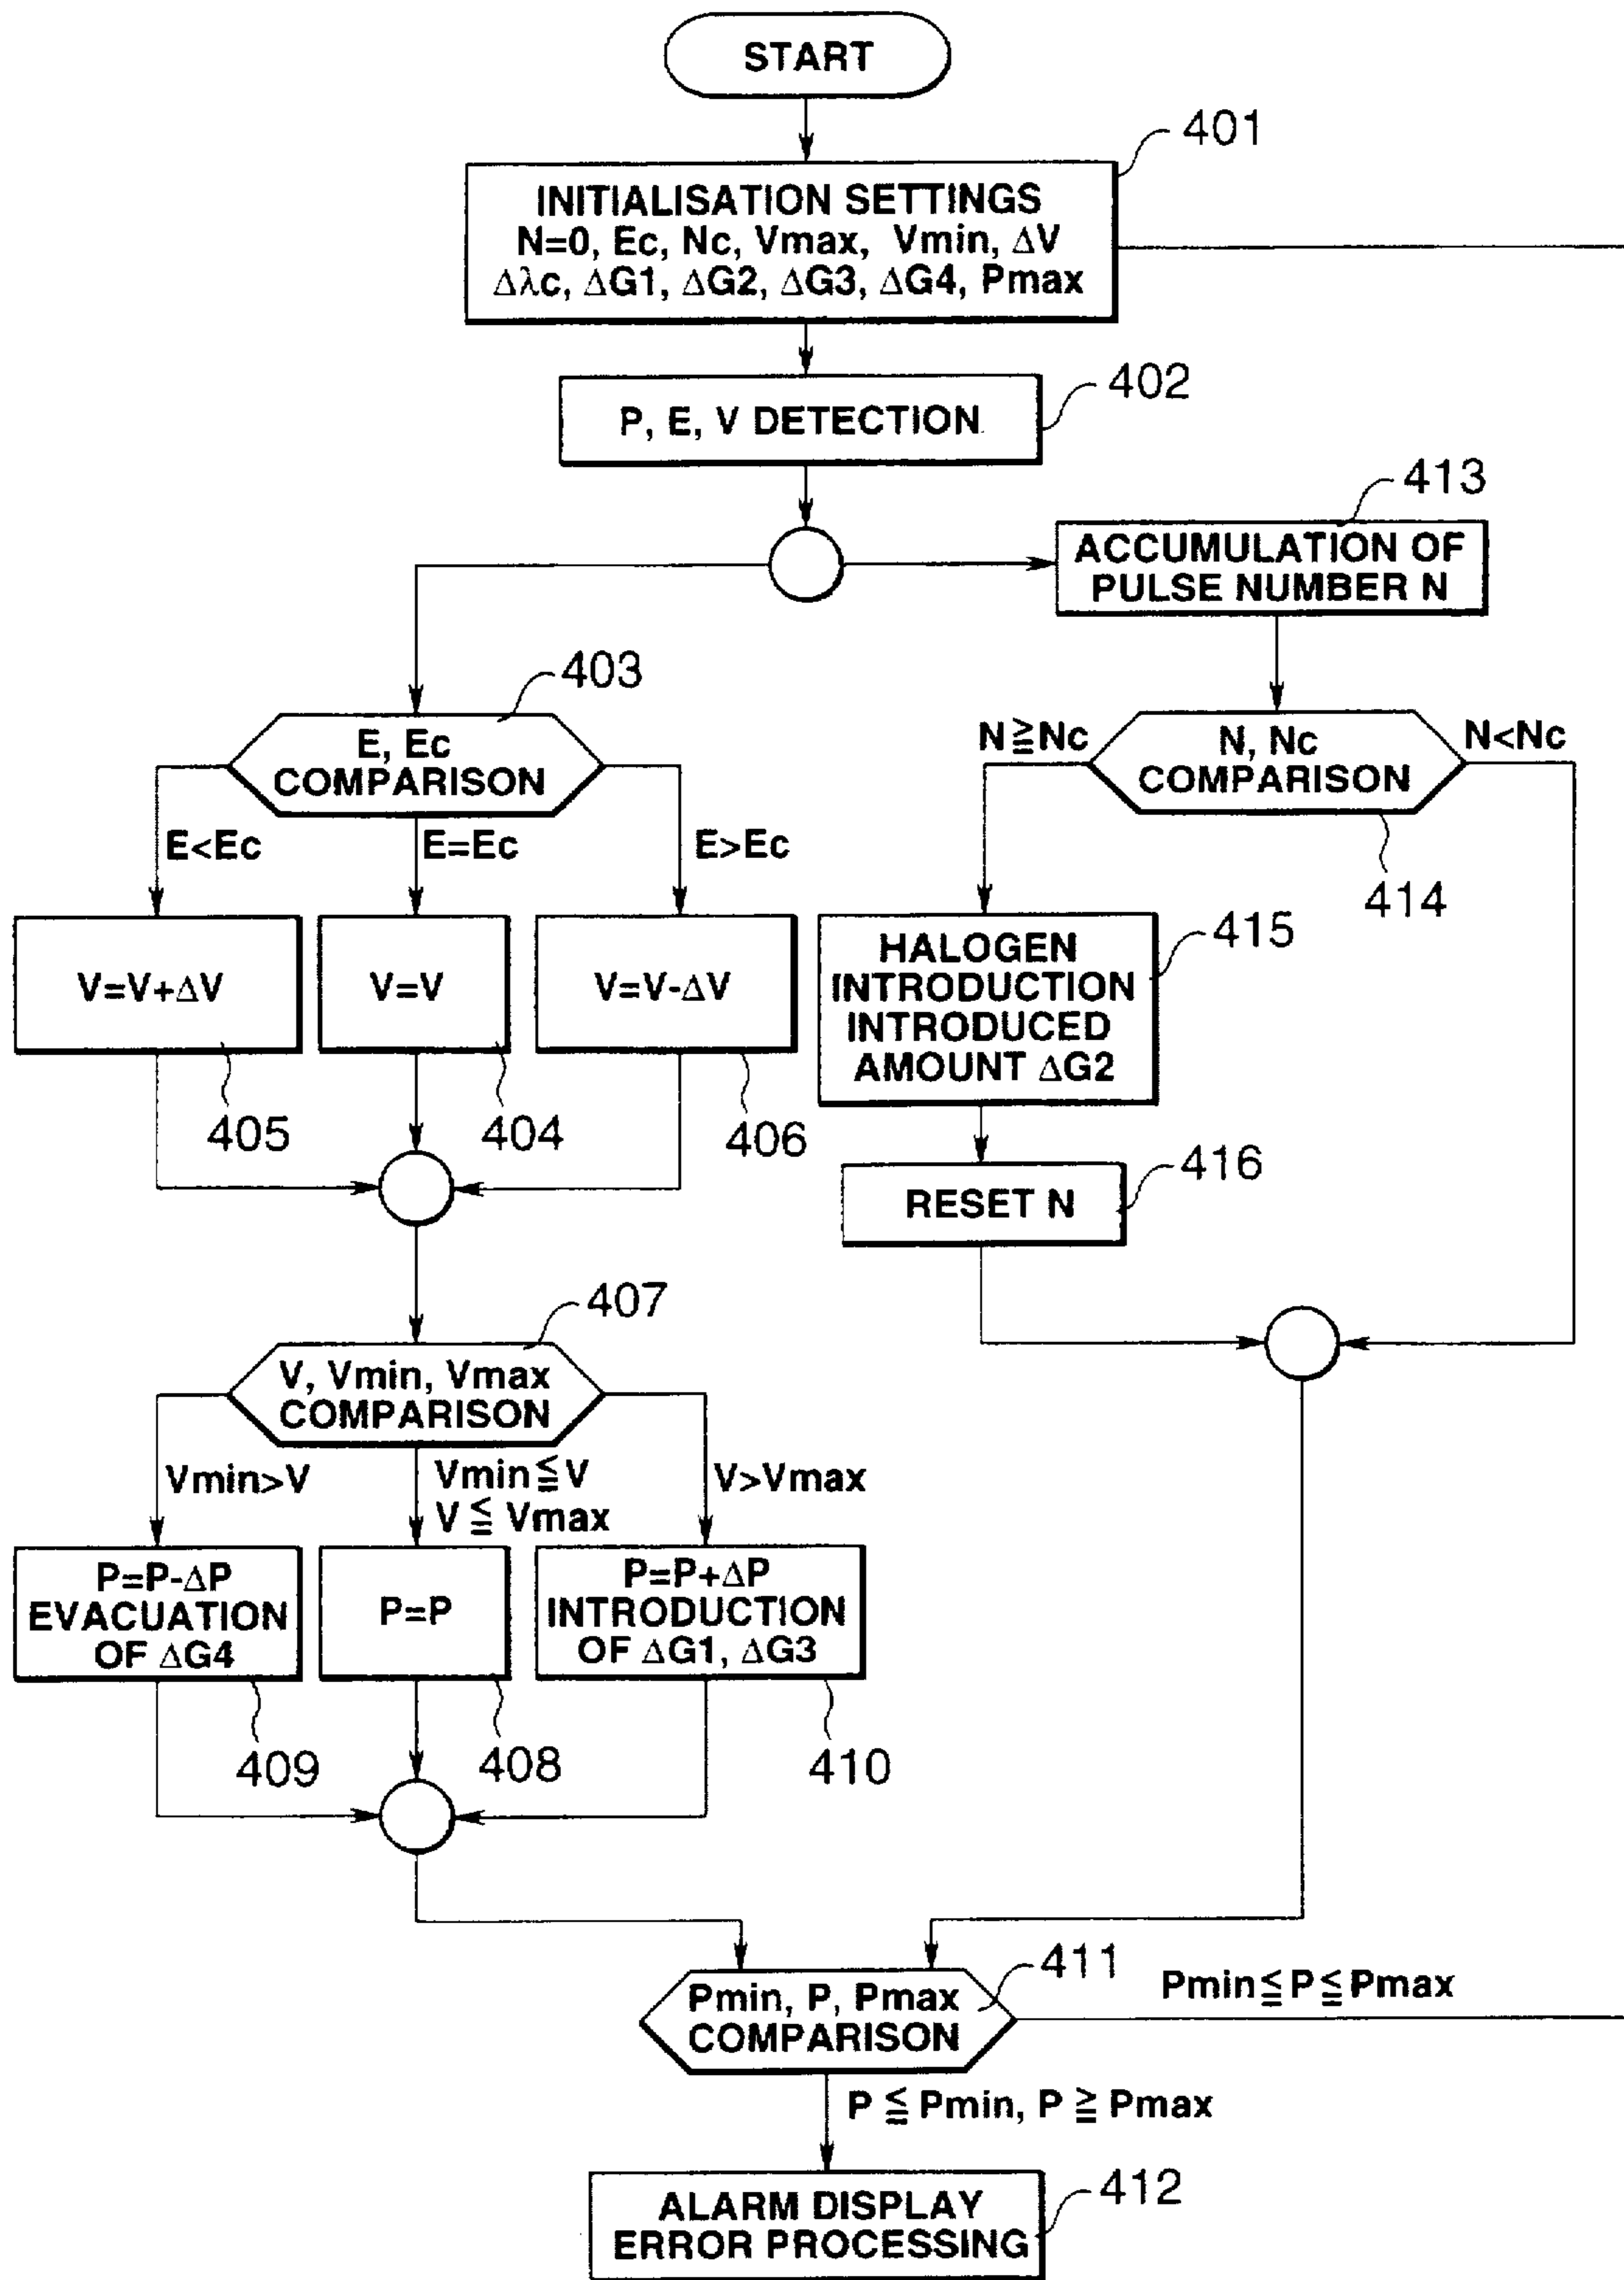 START
401
INITIALISATION SETTINGS
N=0, Ec, Nc, Vmax, Vmin, ΔV
Δλc, ΔG1, ΔG2, ΔG3, ΔG4, Pmax
402
P, E, V DETECTION
413
ACCUMULATION OF
PULSE NUMBER N
403
E, Ec
COMPARISON
E<Ec
E=Ec
E>Ec
N≧Nc
N, Nc
COMPARISON
N<Nc
414
V=V+ΔV
V=V
V=V-ΔV
405
404
406
415
HALOGEN
INTRODUCTION
INTRODUCED
AMOUNT ΔG2
416
RESET N
407
V, Vmin, Vmax
COMPARISON
Vmin>V
Vmin≦V
V≦Vmax
V>Vmax
P=P-ΔP
EVACUATION
OF ΔG4
P=P
P=P+ΔP
INTRODUCTION
OF ΔG1, ΔG3
409
408
410
411
Pmin, P, Pmax
COMPARISON
Pmin≦P≦Pmax
P≦Pmin, P≧Pmax
412
ALARM DISPLAY
ERROR PROCESSING